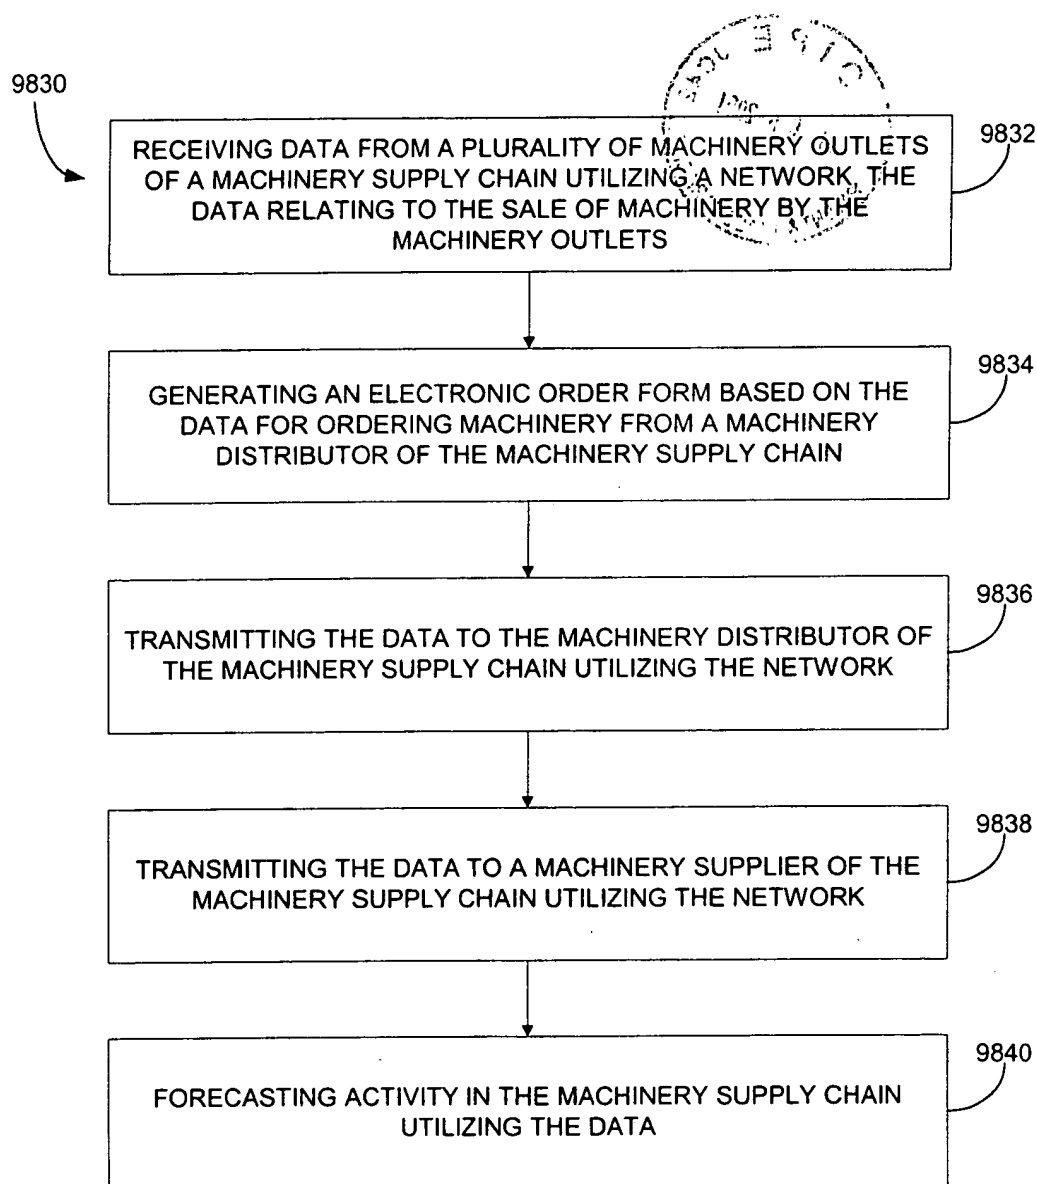 9830
9832
RECEIVING DATA FROM A PLURALITY OF MACHINERY OUTLETS
OF A MACHINERY SUPPLY CHAIN UTILIZING A NETWORK, THE
DATA RELATING TO THE SALE OF MACHINERY BY THE
MACHINERY OUTLETS
9834
GENERATING AN ELECTRONIC ORDER FORM BASED ON THE
DATA FOR ORDERING MACHINERY FROM A MACHINERY
DISTRIBUTOR OF THE MACHINERY SUPPLY CHAIN
9836
TRANSMITTING THE DATA TO THE MACHINERY DISTRIBUTOR OF
THE MACHINERY SUPPLY CHAIN UTILIZING THE NETWORK
9838
TRANSMITTING THE DATA TO A MACHINERY SUPPLIER OF THE
MACHINERY SUPPLY CHAIN UTILIZING THE NETWORK
9840
FORECASTING ACTIVITY IN THE MACHINERY SUPPLY CHAIN
UTILIZING THE DATA